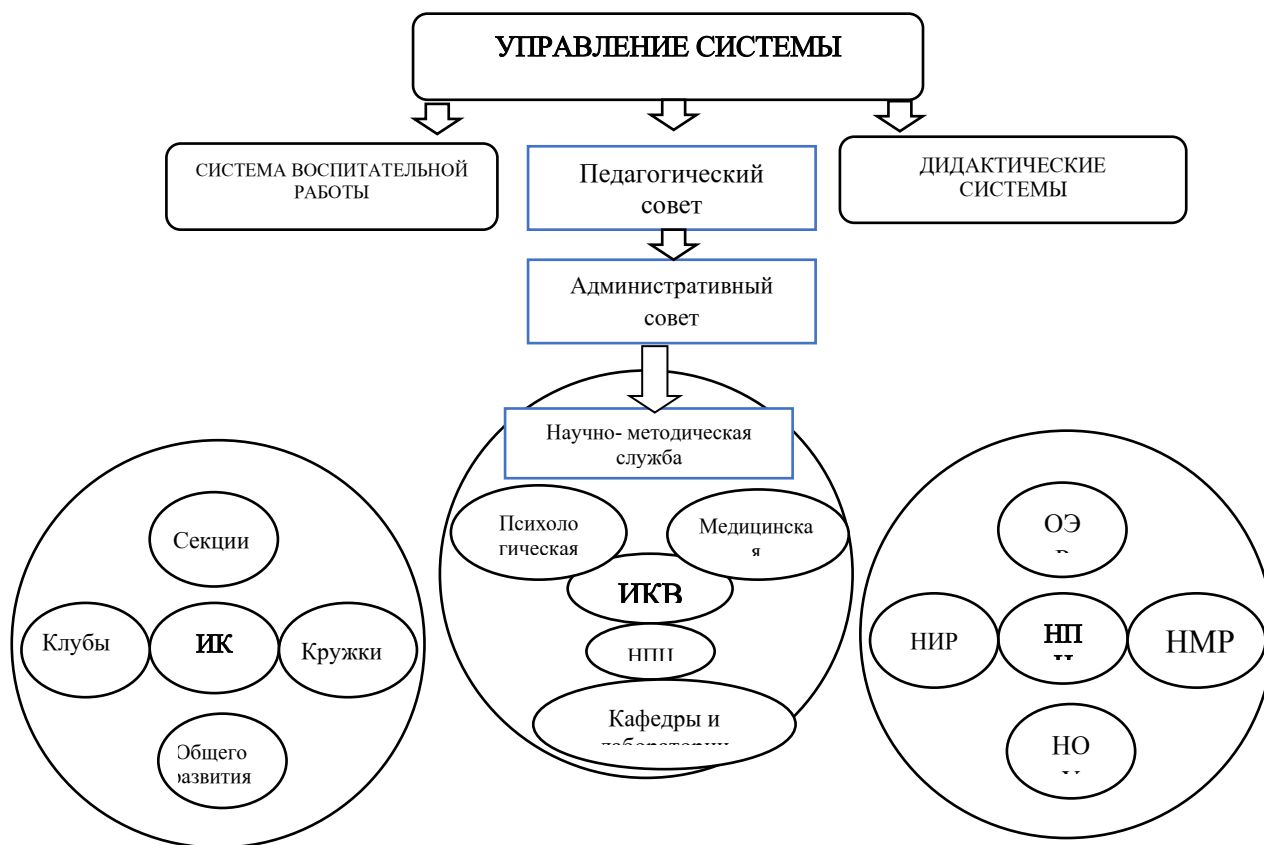 УПРАВЛЕНИЕ СИСТЕМЫ
СИСТЕМА ВОСПИТАТЕЛЬНОЙ
РАБОТЫ
Педагогический
совет
ДИДАКТИЧЕСКИЕ
СИСТЕМЫ
Административный
совет
Научно- методическая
служба
Психоло
гическая
Медицинска
я
ИКВ
НПЦ
Кафедры и
лаборатории
Секции
Клубы
ИК
Кружки
Общего
развития
ОЭ
НИР
НП
НМР
НО